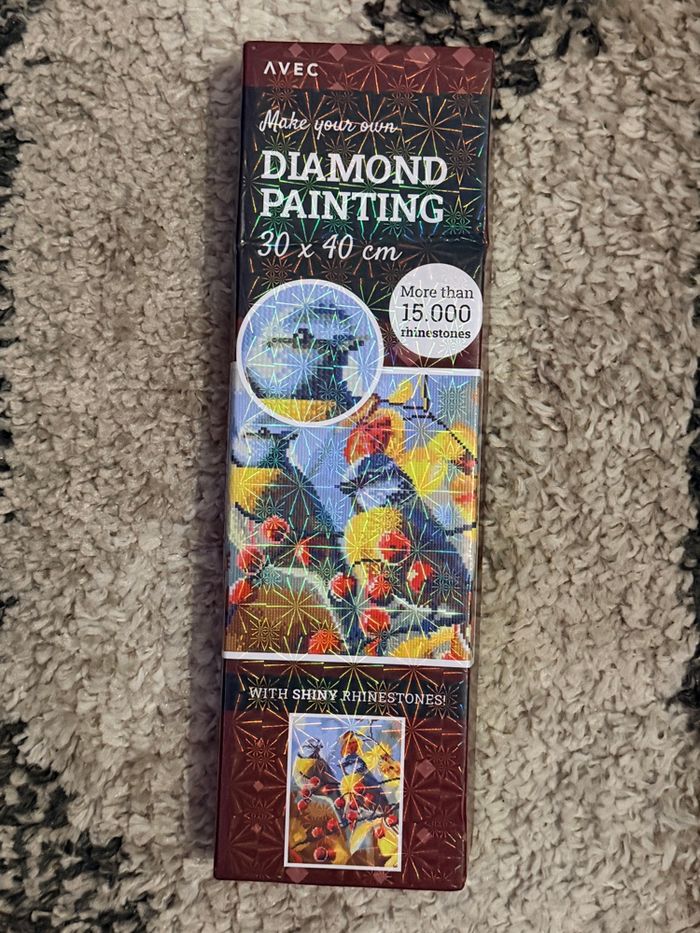 AVEC
Make your own
DIAMOND
PAINTING
30 x 40 cm
More than
15.000
rhinestones
WITH SHINY RHINESTONES!